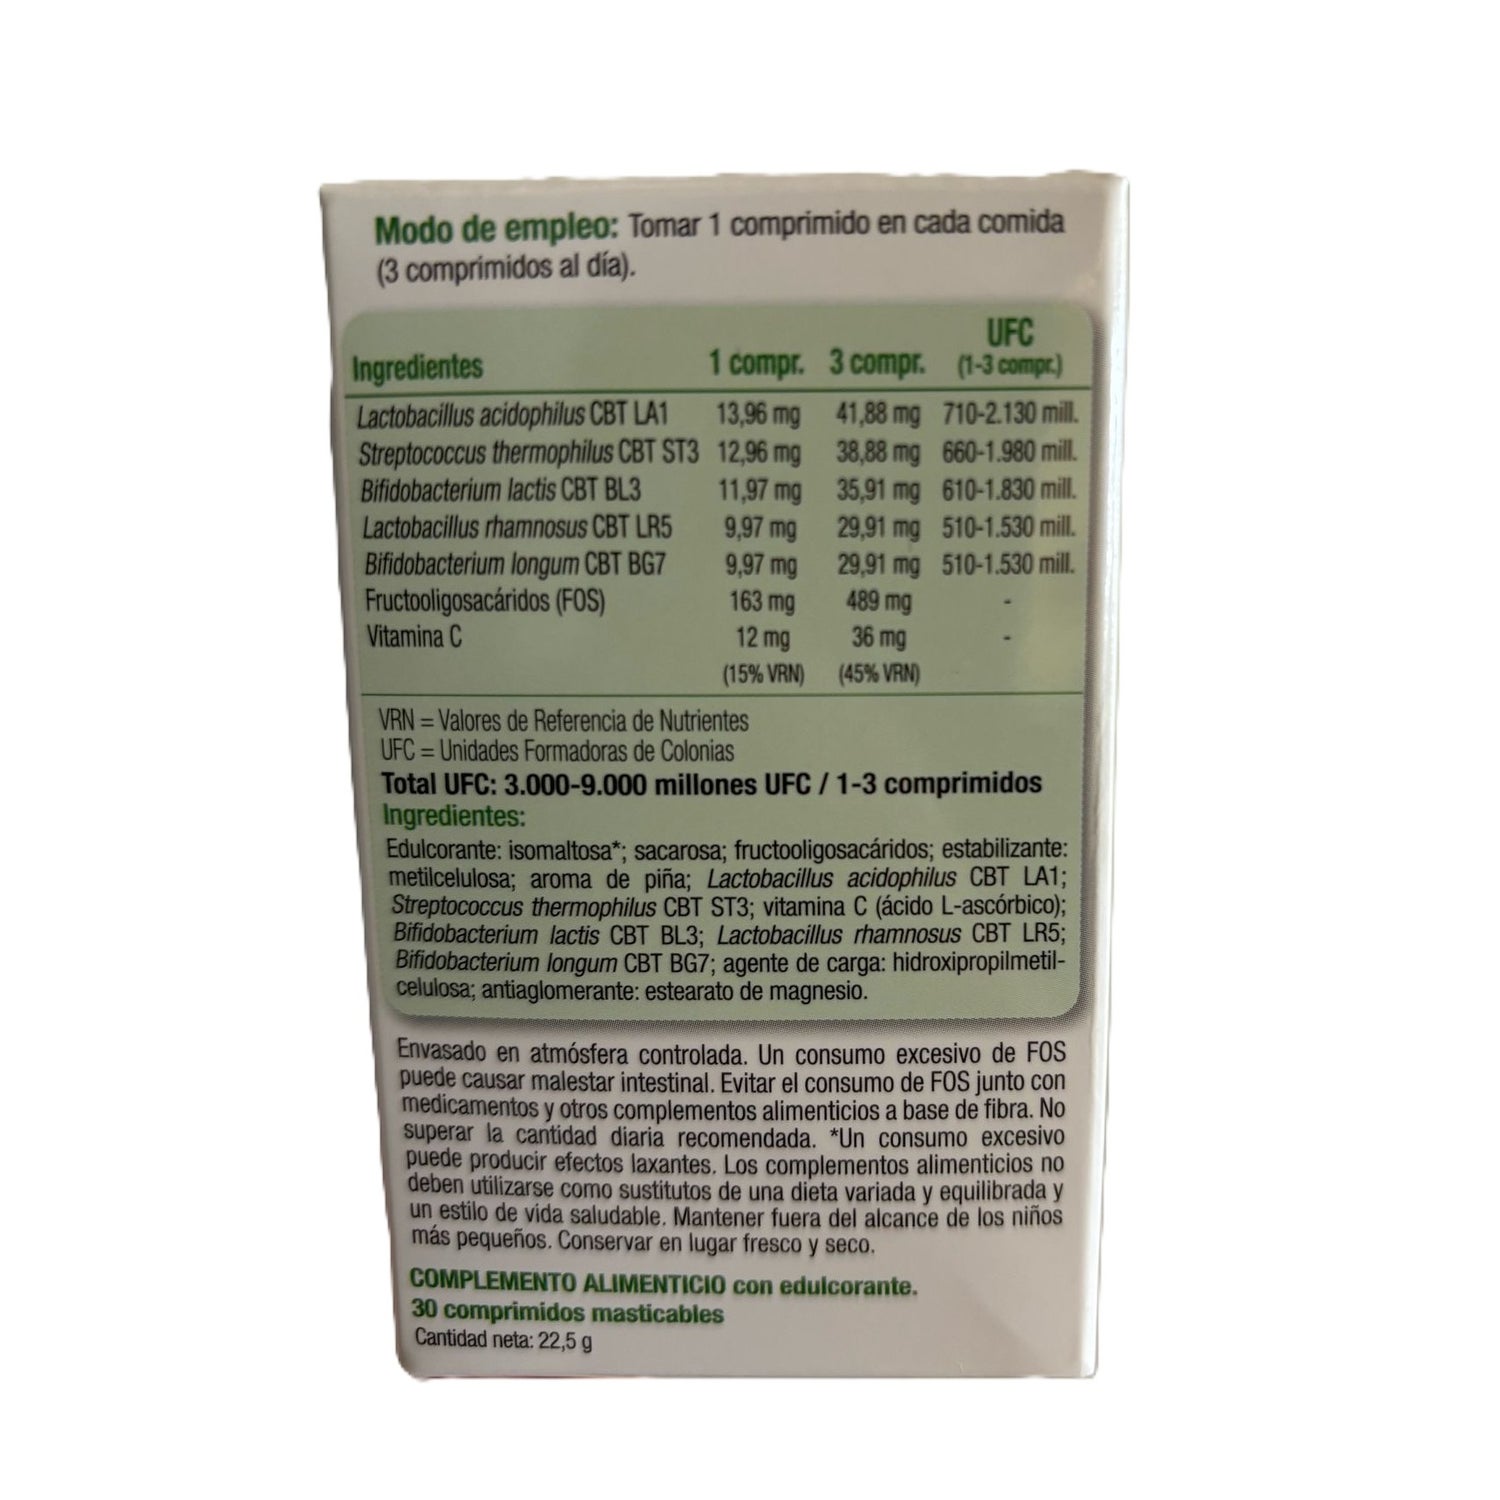 Modo de empleo: Tomar 1 comprimido en cada comida
(3 comprimidos al día).
UFC
Ingredientes 1 compr. 3 compr. (1-3 compr.)
Lactobacillus acidophilus CBT LA1 13,96 mg 41,88 mg 710-2.130 mill.
Streptococcus thermophilus CBT ST3 12,96 mg 38,88 mg 660-1.980 mill.
Bifidobacterium lactis CBT BL3 11,97 mg 35,91 mg 610-1.830 mill.
Lactobacillus rhamnosus CBT LR5 9,97 mg 29,91 mg 510-1.530 mill.
Bifidobacterium longum CBT BG7 9,97 mg 29,91 mg 510-1.530 mill.
Fructooligosacáridos (FOS) 163 mg 489 mg -
Vitamina C 12 mg 36 mg -
(15% VRN) (45% VRN)
VRN = Valores de Referencia de Nutrientes
UFC = Unidades Formadoras de Colonias
Total UFC: 3.000-9.000 millones UFC / 1-3 comprimidos
Ingredientes:
Edulcorante: isomaltosa*; sacarosa; fructooligosacáridos; estabilizante:
metilcelulosa; aroma de piña; Lactobacillus acidophilus CBT LA1;
Streptococcus thermophilus CBT ST3; vitamina C (ácido L-ascórbico);
Bifidobacterium lactis CBT BL3; Lactobacillus rhamnosus CBT LR5;
Bifidobacterium longum CBT BG7; agente de carga: hidroxipropilmetil-
celulosa; antiaglomerante: estearato de magnesio.
Envasado en atmósfera controlada. Un consumo excesivo de FOS
puede causar malestar intestinal. Evitar el consumo de FOS junto con
medicamentos y otros complementos alimenticios a base de fibra. No
superar la cantidad diaria recomendada. *Un consumo excesivo
puede producir efectos laxantes. Los complementos alimenticios no
deben utilizarse como sustitutos de una dieta variada y equilibrada y
un estilo de vida saludable. Mantener fuera del alcance de los niños
más pequeños. Conservar en lugar fresco y seco.
COMPLEMENTO ALIMENTICIO con edulcorante.
30 comprimidos masticables
Cantidad neta: 22,5 g